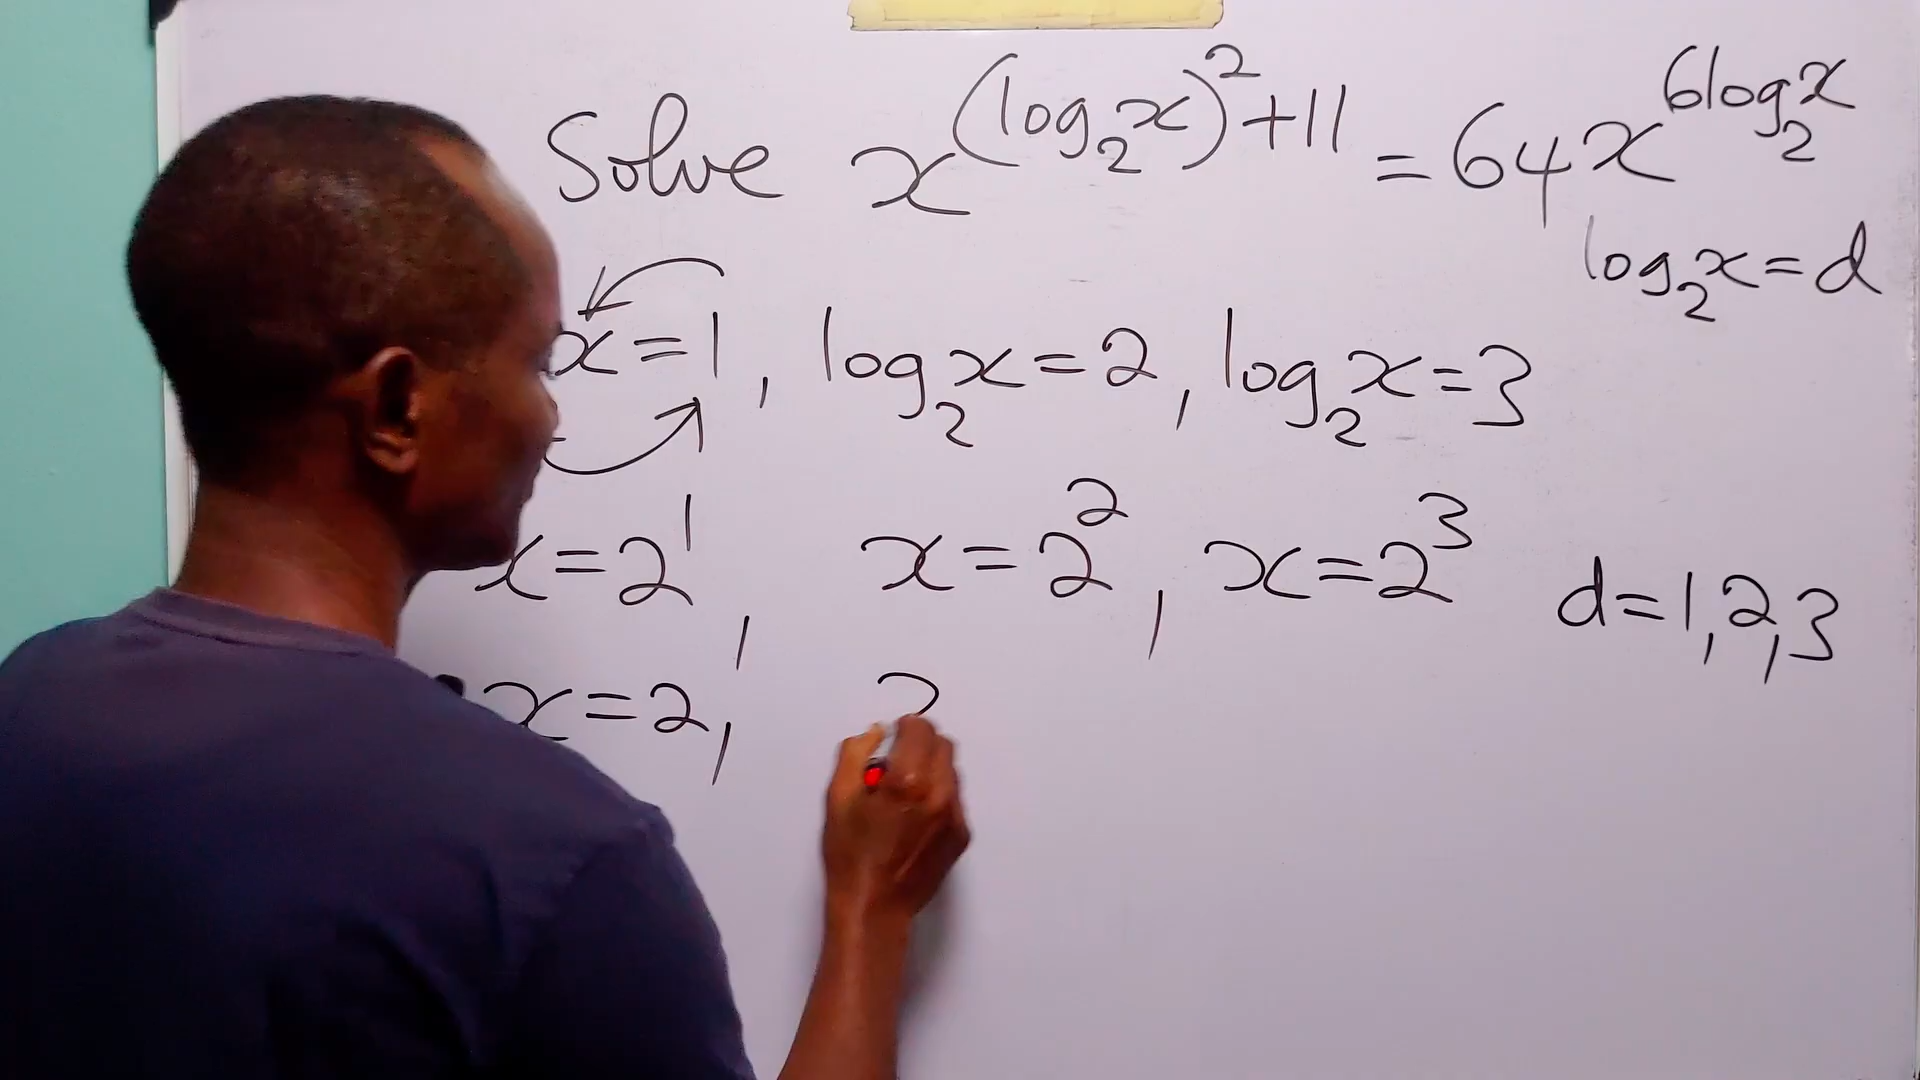 Solve x^(log₂x)²+11 = 64x^6log₂x
log₂x = d
x = 1, log₂x = 2, log₂x = 3
x = 2¹, x = 2², x = 2³
d = 1, 2, 3
x = 2,